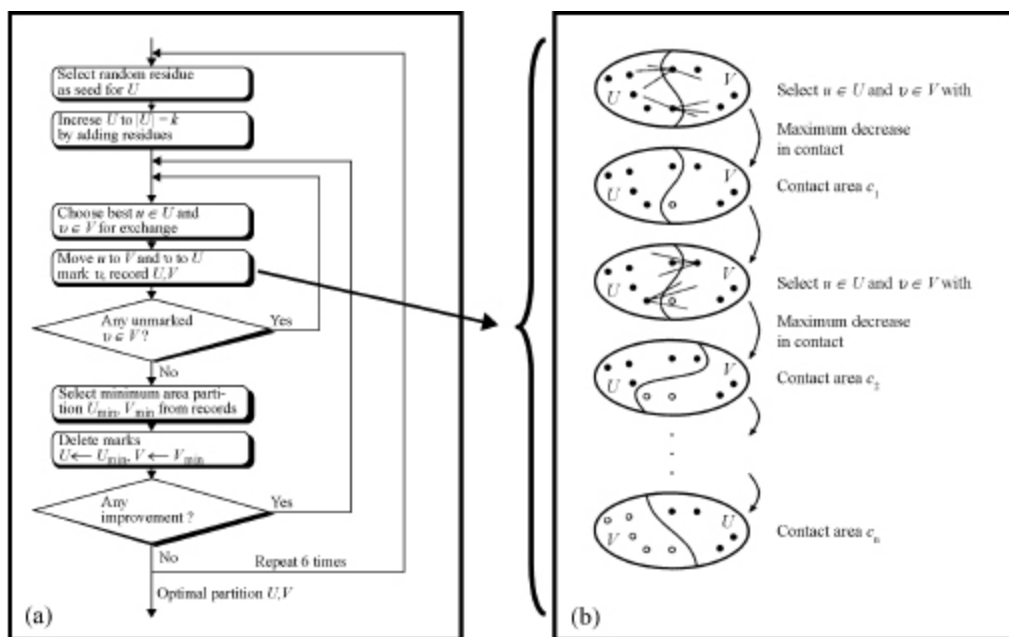 Select random residue
as seed for U
Increse U to |U| = k
by adding residues
Choose best u ∈ U and
v ∈ V for exchange
Move u to V and v to U
mark v, record U,V
Any unmarked
v ∈ V ?
Yes
No
Select minimum area parti-
tion Umin, Vmin from records
Delete marks
U ← Umin, V ← Vmin
Any
improvement ?
Yes
No
Repeat 6 times
Optimal partition U,V
(a)
U
V
Select u ∈ U and v ∈ V with
Maximum decrease
in contact
U
V
Contact area c1
U
V
Select u ∈ U and v ∈ V with
Maximum decrease
in contact
U
V
Contact area c2
V
U
Contact area cn
(b)